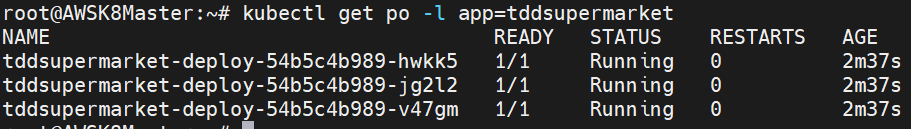 root@AWSK8Master:~# kubectl get po -l app=tddsupermarket
NAME READY STATUS RESTARTS AGE
tddsupermarket-deploy-54b5c4b989-hwkk5 1/1 Running 0 2m37s
tddsupermarket-deploy-54b5c4b989-jg2l2 1/1 Running 0 2m37s
tddsupermarket-deploy-54b5c4b989-v47gm 1/1 Running 0 2m37s
root@AWSK8Master:~#